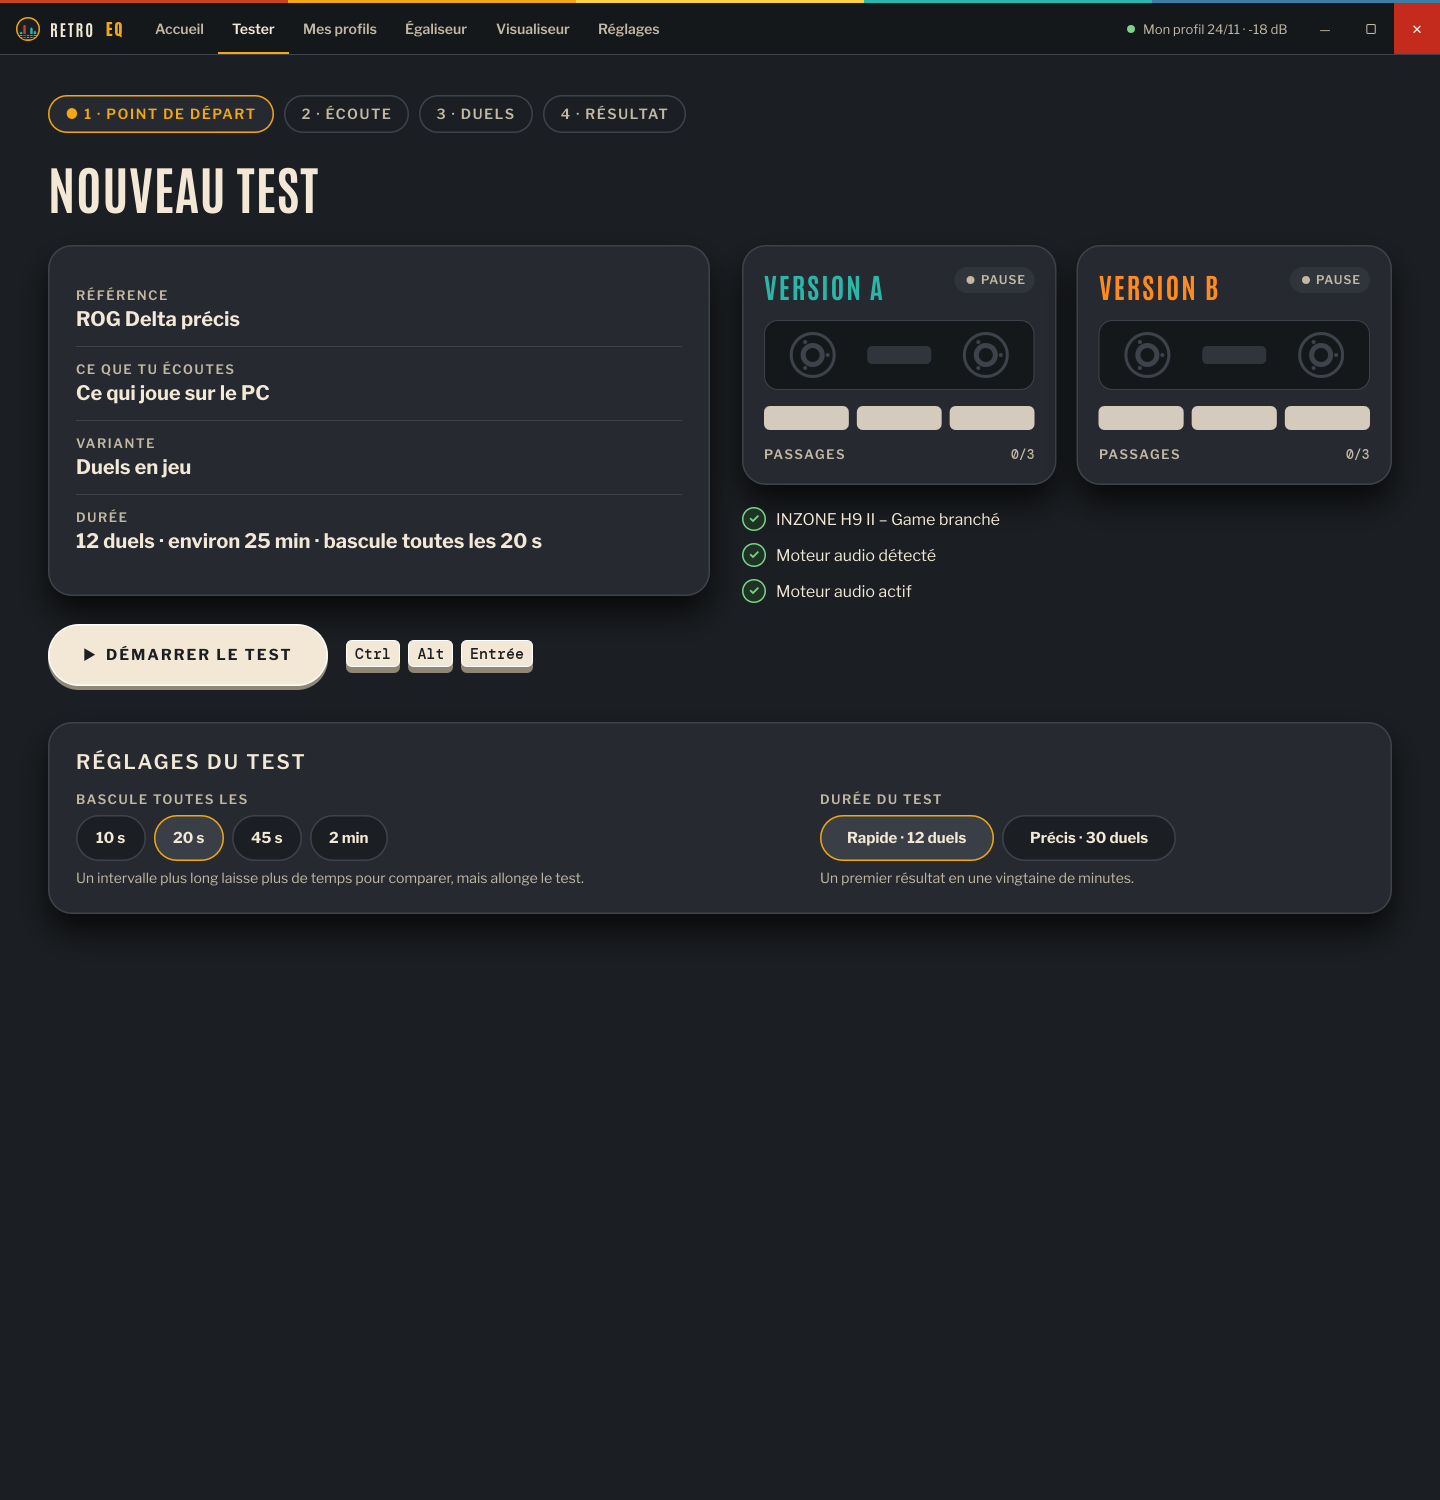 RETRO EQ Accueil Tester Mes profils Égaliseur Visualiseur Réglages Mon profil 24/11 · -18 dB
1 · POINT DE DÉPART 2 · ÉCOUTE 3 · DUELS 4 · RÉSULTAT
NOUVEAU TEST
RÉFÉRENCE
ROG Delta précis
CE QUE TU ÉCOUTES
Ce qui joue sur le PC
VARIANTE
Duels en jeu
DURÉE
12 duels · environ 25 min · bascule toutes les 20 s
VERSION A PAUSE
PASSAGES 0/3
VERSION B PAUSE
PASSAGES 0/3
INZONE H9 II – Game branché
Moteur audio détecté
Moteur audio actif
DÉMARRER LE TEST Ctrl Alt Entrée
RÉGLAGES DU TEST
BASCULE TOUTES LES
10 s 20 s 45 s 2 min
Un intervalle plus long laisse plus de temps pour comparer, mais allonge le test.
DURÉE DU TEST
Rapide · 12 duels Précis · 30 duels
Un premier résultat en une vingtaine de minutes.